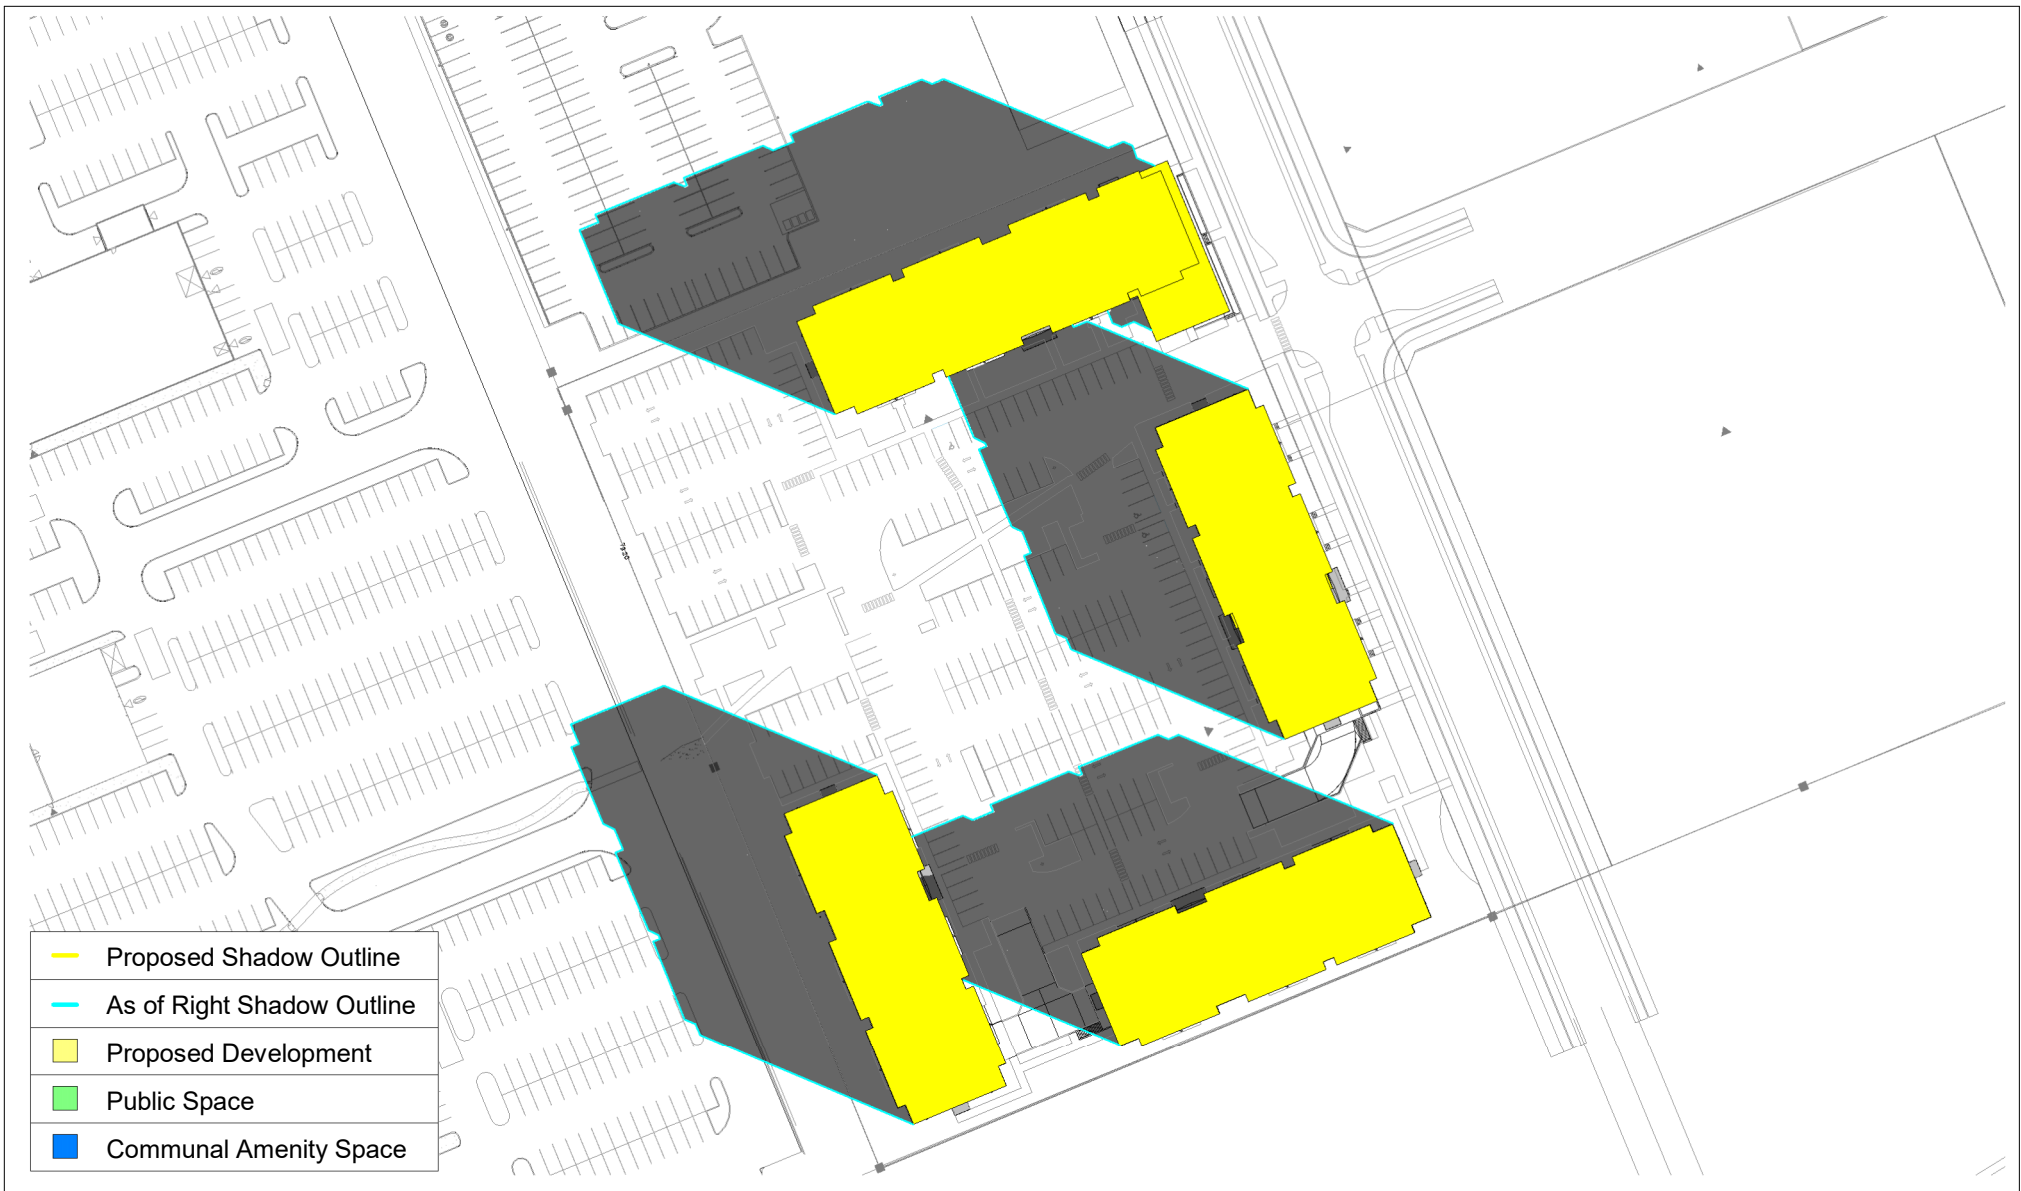 Proposed Shadow Outline
As of Right Shadow Outline
Proposed Development
Public Space
Communal Amenity Space